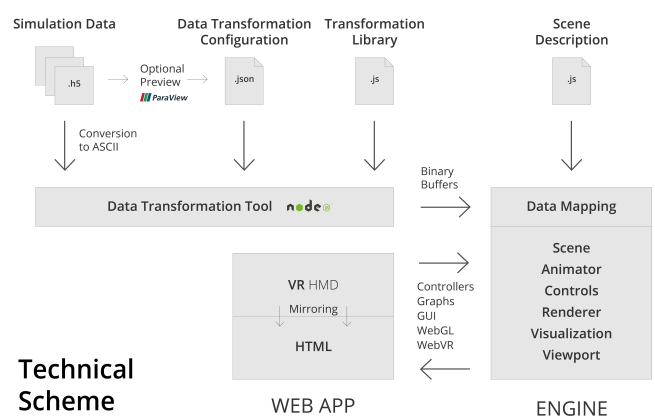 Simulation Data
Data Transformation
Configuration
Transformation
Library
Scene
Description
.h5
Optional
Preview
ParaView
.json
.js
.js
Conversion
to ASCII
Binary
Buffers
Data Transformation Tool node JS
Data Mapping
VR HMD
Mirroring
HTML
Controllers
Graphs
GUI
WebGL
WebVR
Scene
Animator
Controls
Renderer
Visualization
Viewport
Technical
Scheme
WEB APP
ENGINE